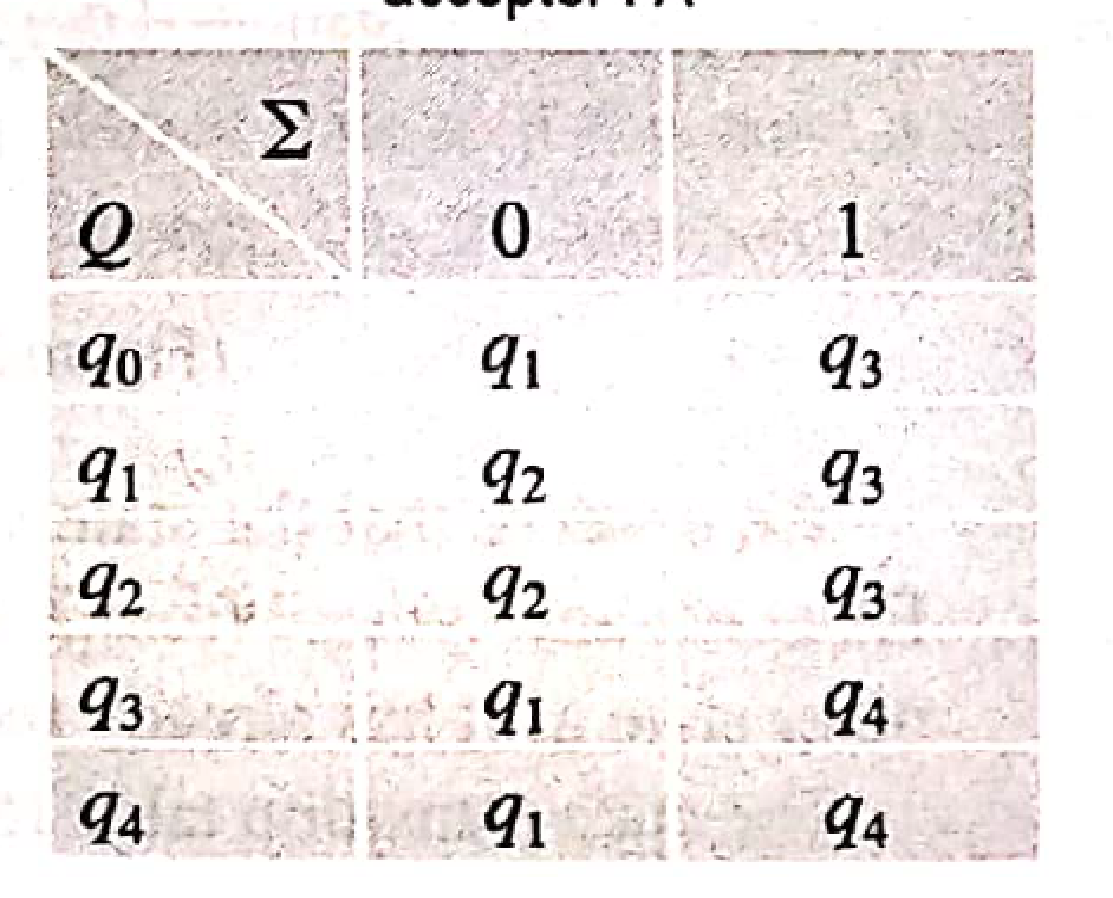 Σ
Q 0 1
q0 q1 q3
q1 q2 q3
q2 q2 q3
q3 q1 q4
q4 q1 q4